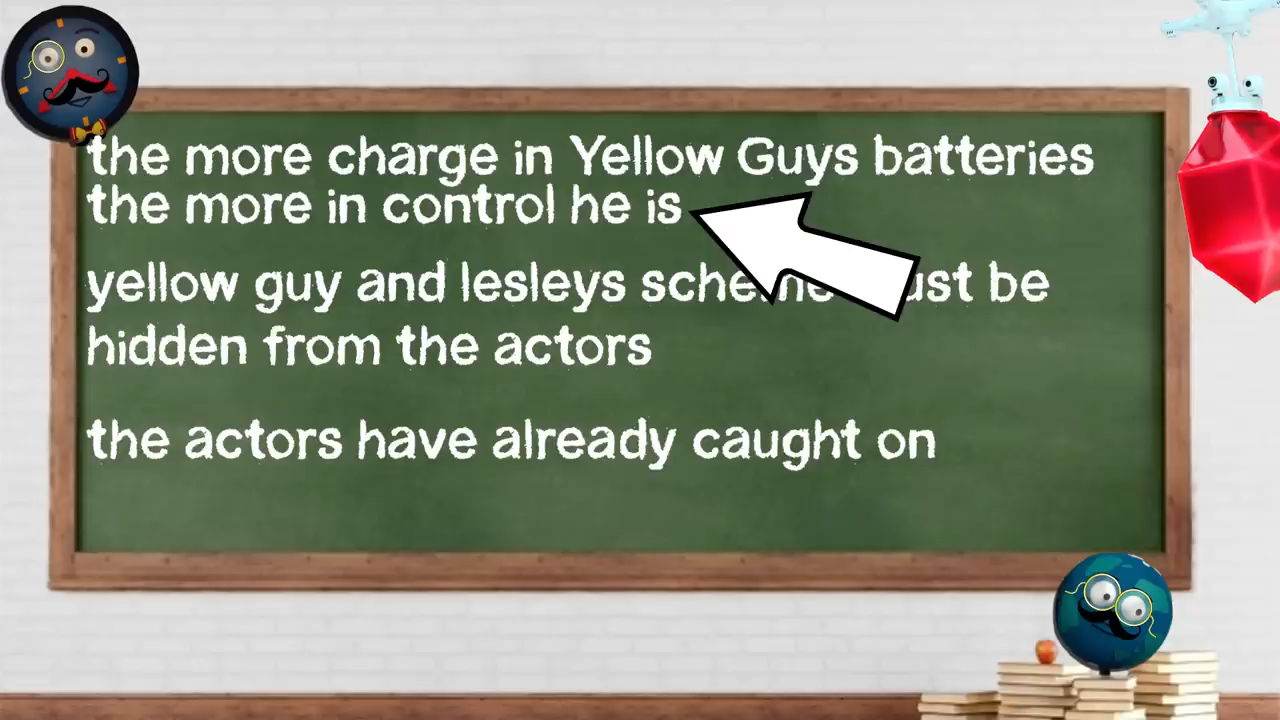 the more charge in Yellow Guys batteries
the more in control he is
yellow guy and lesleys be
hidden from the actors
the actors have already caught on